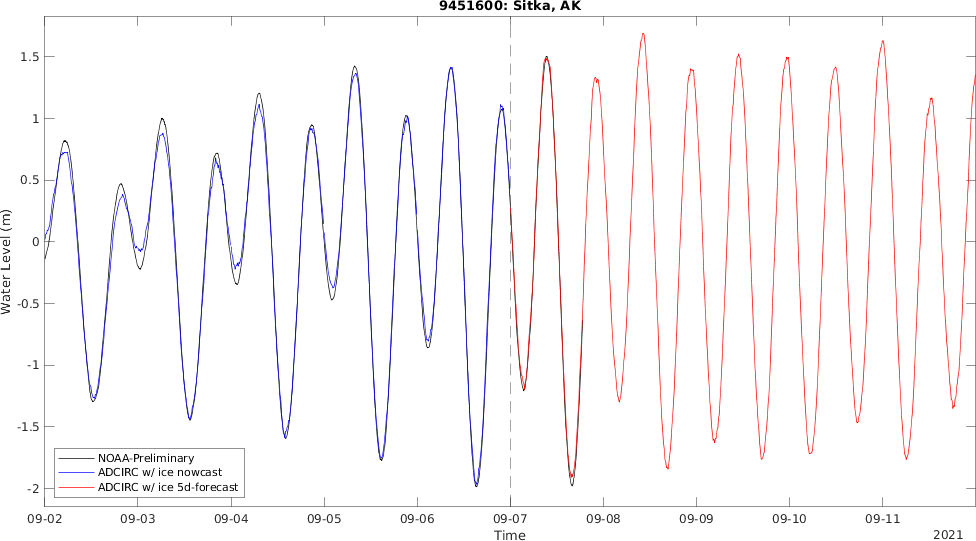 9451600: Sitka, AK
1.5
1
0.5
0
-0.5
-1
-1.5
-2
Water Level (m)
NOAA-Preliminary
ADCIRC w/ ice nowcast
ADCIRC w/ ice 5d-forecast
09-02 09-03 09-04 09-05 09-06 09-07 09-08 09-09 09-10 09-11
Time
2021